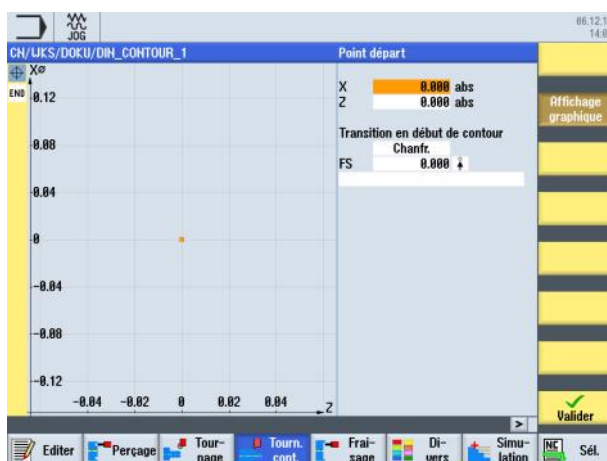 JOG
06.12.1
14:0
CN/WKS/DOKU/DIN_CONTOUR_1
Point départ
XØ
END
0.12
0.08
0.04
0
-0.04
-0.08
-0.12
-0.04 -0.02 0 0.02 0.04 Z
X 0.000 abs
Z 0.000 abs
Transition en début de contour
Chanfr.
FS 0.000
Affichage
graphique
Valider
>
Editer
Perçage
Tour-
nage
Tourn.
cont.
Frai-
sage
Di-
vers
Simu-
lation
NC
Sél.